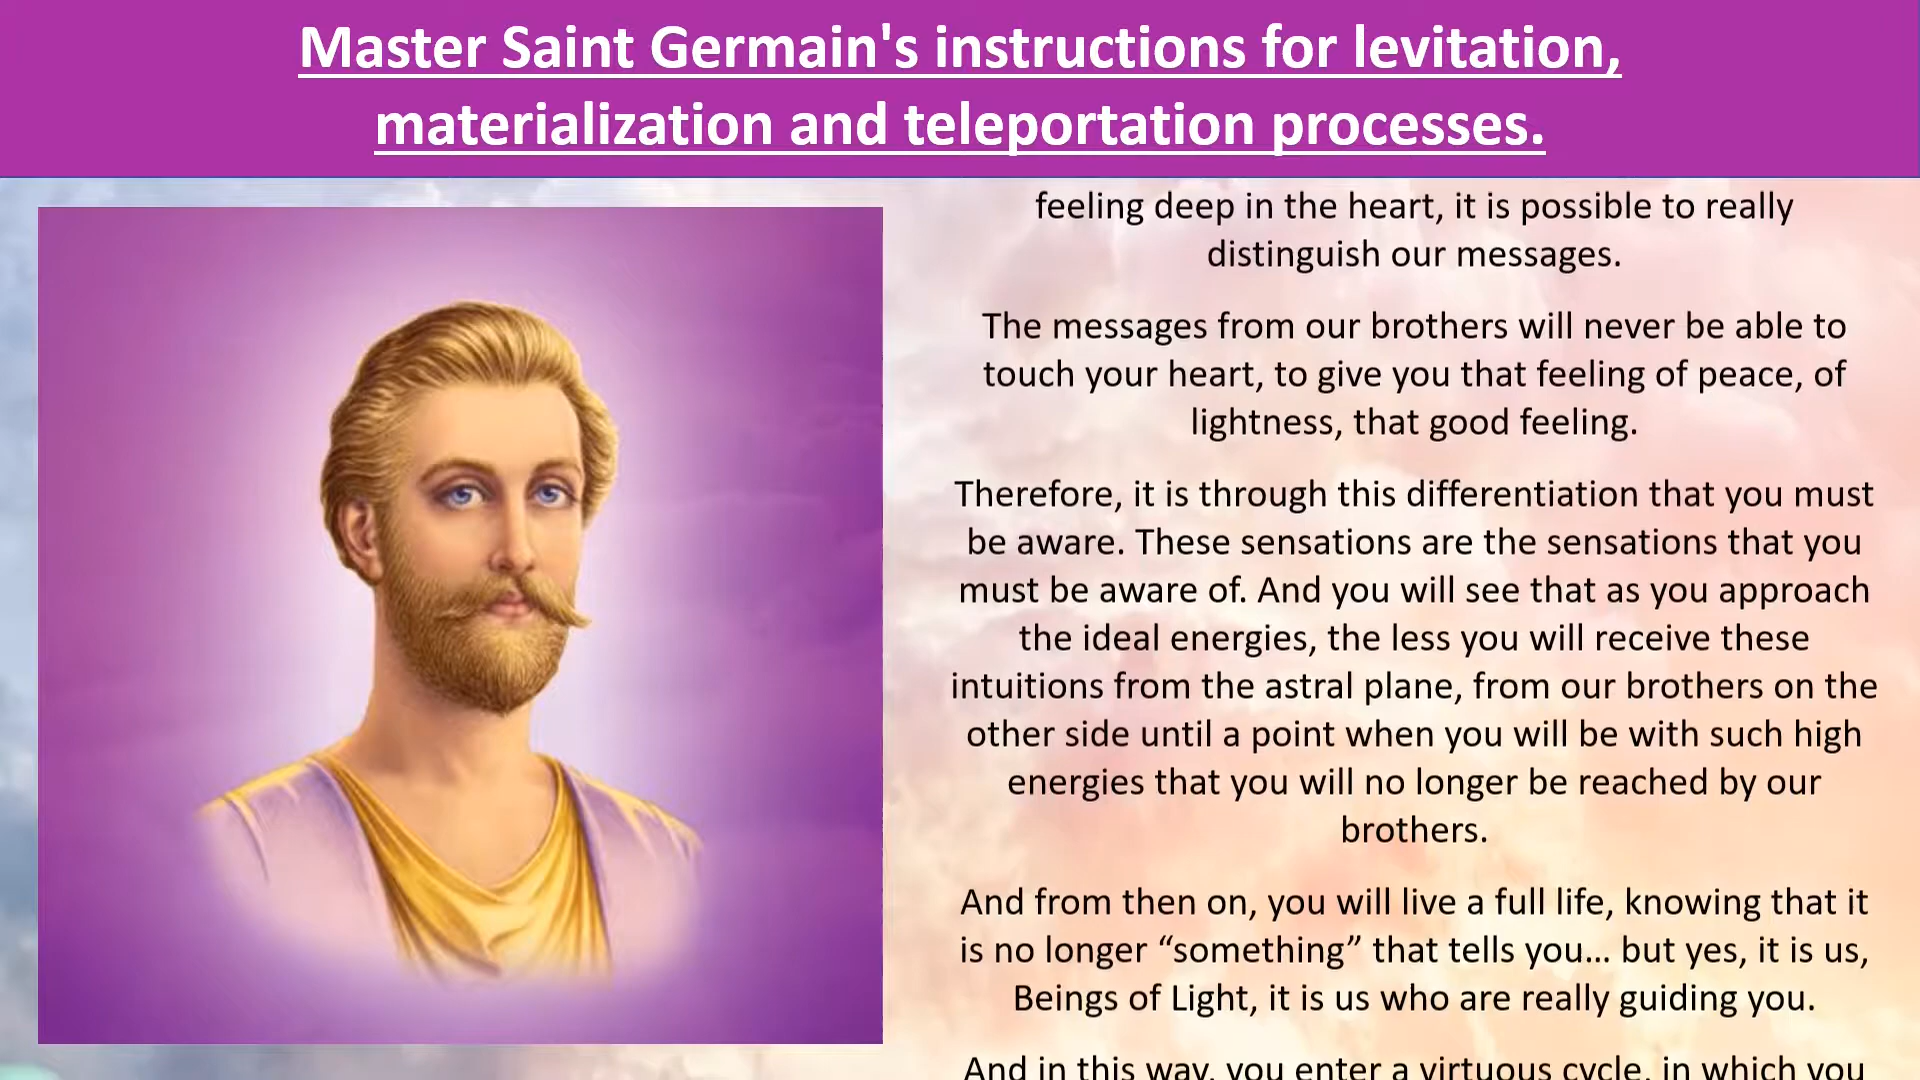 Master Saint Germain's instructions for levitation,
materialization and teleportation processes.
feeling deep in the heart, it is possible to really
distinguish our messages.
The messages from our brothers will never be able to
touch your heart, to give you that feeling of peace, of
lightness, that good feeling.
Therefore, it is through this differentiation that you must
be aware. These sensations are the sensations that you
must be aware of. And you will see that as you approach
the ideal energies, the less you will receive these
intuitions from the astral plane, from our brothers on the
other side until a point when you will be with such high
energies that you will no longer be reached by our
brothers.
And from then on, you will live a full life, knowing that it
is no longer “something” that tells you… but yes, it is us,
Beings of Light, it is us who are really guiding you.
And in this way, you enter a virtuous cycle, in which you